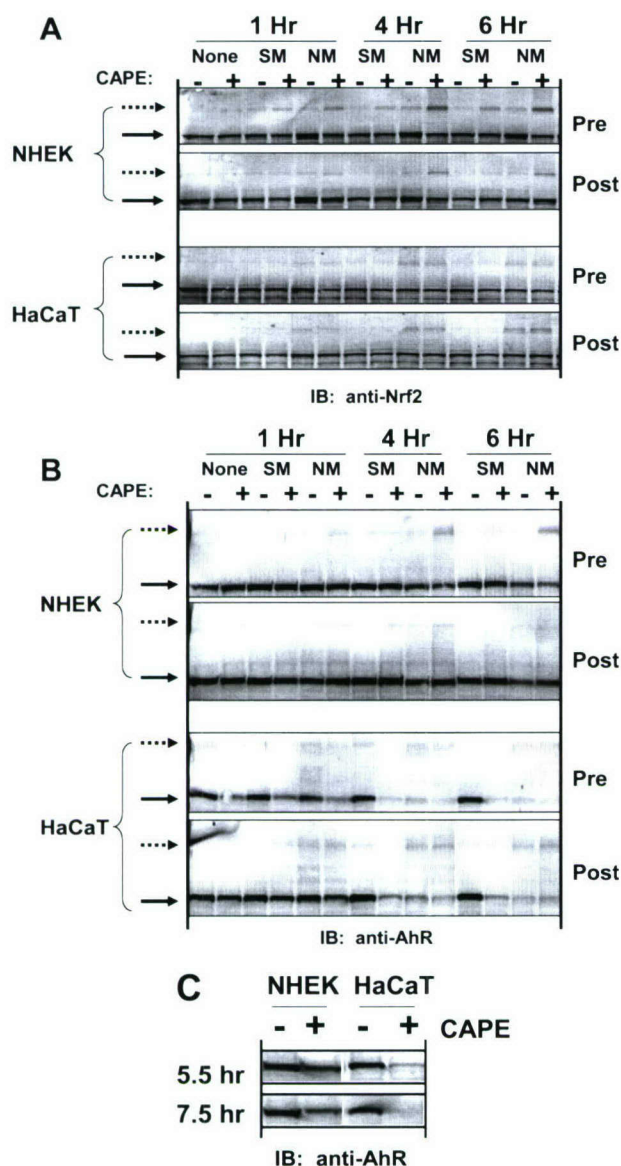 A
1 Hr 4 Hr 6 Hr
None SM NM SM NM SM NM
CAPE: - + - + - + - + - + - + - +
NHEK
Pre
Post
HaCaT
Pre
Post
IB: anti-Nrf2
B
1 Hr 4 Hr 6 Hr
None SM NM SM NM SM NM
CAPE: - + - + - + - + - + - + - +
NHEK
Pre
Post
HaCaT
Pre
Post
IB: anti-AhR
C
NHEK HaCaT
- + - + CAPE
5.5 hr
7.5 hr
IB: anti-AhR